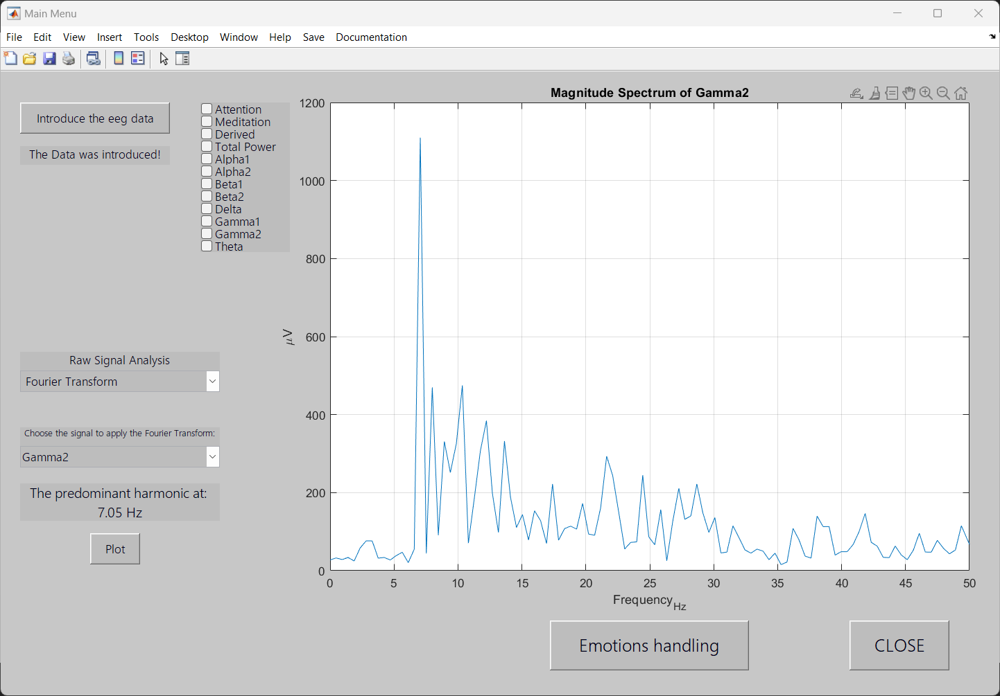 Main Menu
File Edit View Insert Tools Desktop Window Help Save Documentation
Introduce the eeg data
The Data was introduced!
Attention
Meditation
Derived
Total Power
Alpha1
Alpha2
Beta1
Beta2
Delta
Gamma1
Gamma2
Theta
Raw Signal Analysis
Fourier Transform
Choose the signal to apply the Fourier Transform:
Gamma2
The predominant harmonic at:
7.05 Hz
Plot
Magnitude Spectrum of Gamma2
1200
1000
800
600
400
200
0
μV
0 5 10 15 20 25 30 35 40 45 50
Frequency Hz
Emotions handling
CLOSE